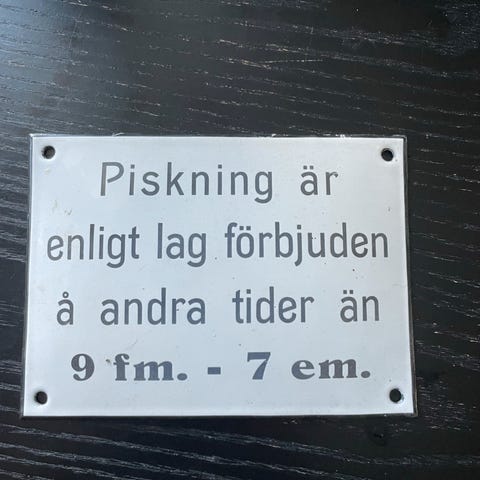 Piskning är
enligt lag förbjuden
å andra tider än
9 fm. - 7 em.